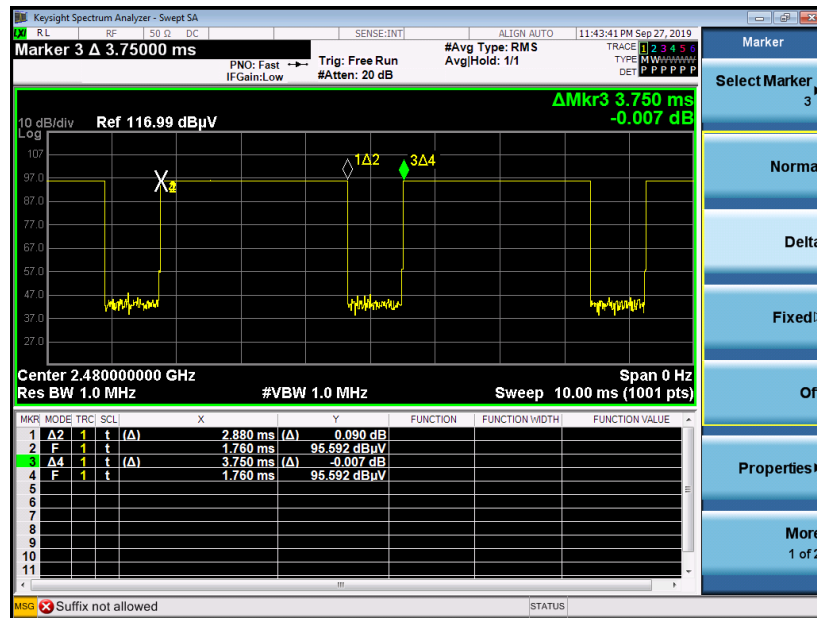 Keysight Spectrum Analyzer - Swept SA
LXI RL RF 50 Ω DC SENSE:INT ALIGN AUTO 11:43:41 PM Sep 27, 2019
Marker 3 Δ 3.75000 ms
PNO: Fast
IFGain:Low
Trig: Free Run
#Atten: 20 dB
#Avg Type: RMS
Avg|Hold: 1/1
TRACE 1 2 3 4 5 6
TYPE M W W W W W
DET P P P P P P
ΔMkr3 3.750 ms
-0.007 dB
10 dB/div Ref 116.99 dBµV
Log
107
97.0
87.0
77.0
67.0
57.0
47.0
37.0
27.0
1Δ2
3Δ4
Center 2.480000000 GHz Span 0 Hz
Res BW 1.0 MHz #VBW 1.0 MHz Sweep 10.00 ms (1001 pts)
MKR MODE TRC SCL X Y FUNCTION FUNCTION WIDTH FUNCTION VALUE
1 Δ2 1 t (Δ) 2.880 ms (Δ) 0.090 dB
2 F 1 t 1.760 ms 95.592 dBµV
3 Δ4 1 t (Δ) 3.750 ms (Δ) -0.007 dB
4 F 1 t 1.760 ms 95.592 dBµV
5
6
7
8
9
10
11
MSG Suffix not allowed STATUS
Marker
Select Marker
3
Norma
Delta
Fixed
Of
Properties
More
1 of 2